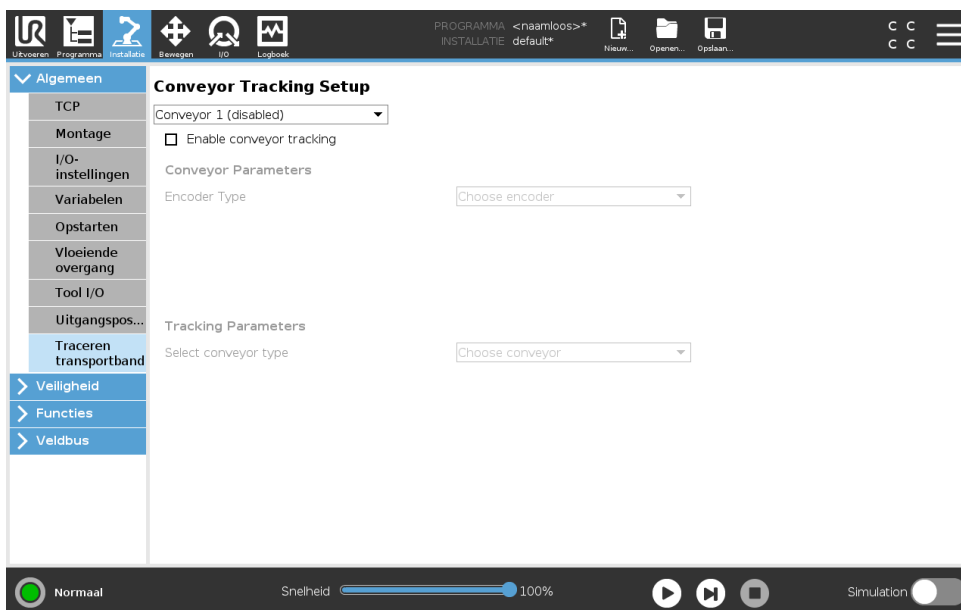 UR
PROGRAMMA <naamloos>*
INSTALLATIE default*
Uitvoeren Programma Installatie Bewegen I/O Logboek Nieuw... Openen... Opslaan...
C C
C C
Algemeen
TCP
Montage
I/O-
instellingen
Variabelen
Opstarten
Vloeiende
overgang
Tool I/O
Uitgangspos...
Traceren
transportband
Veiligheid
Functies
Veldbus
Conveyor Tracking Setup
Conveyor 1 (disabled)
Enable conveyor tracking
Conveyor Parameters
Encoder Type Choose encoder
Tracking Parameters
Select conveyor type Choose conveyor
Normaal Snelheid 100% Simulation